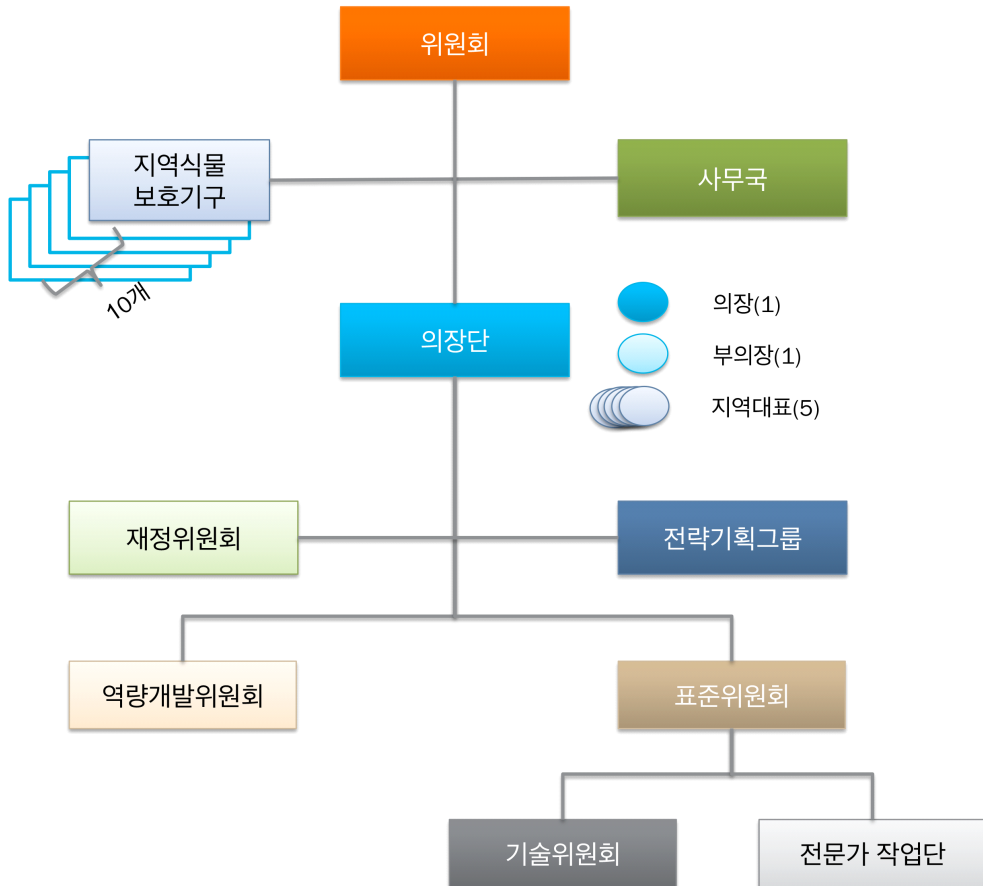 위원회
지역식물
보호기구
사무국
10개
의장단
의장(1)
부의장(1)
지역대표(5)
재정위원회
전략기획그룹
역량개발위원회
표준위원회
기술위원회
전문가 작업단